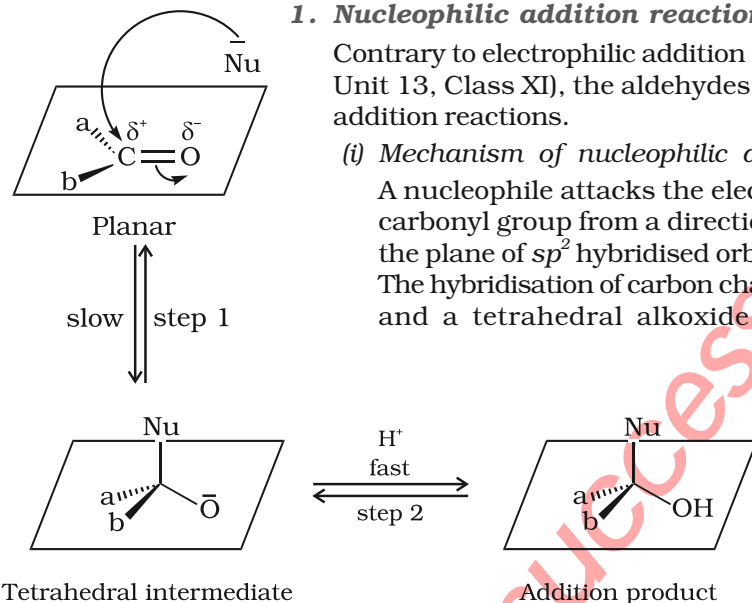 1. Nucleophilic addition reaction
Contrary to electrophilic addition
Unit 13, Class XI), the aldehydes
addition reactions.
(i) Mechanism of nucleophilic a
A nucleophile attacks the elec
carbonyl group from a directio
the plane of sp² hybridised orb
The hybridisation of carbon cha
and a tetrahedral alkoxide
N̄u
a δ⁺ δ⁻
C=O
b
Planar
slow step 1
Nu
a
b Ō
Tetrahedral intermediate
H⁺
fast
step 2
Nu
a
b OH
Addition product
success